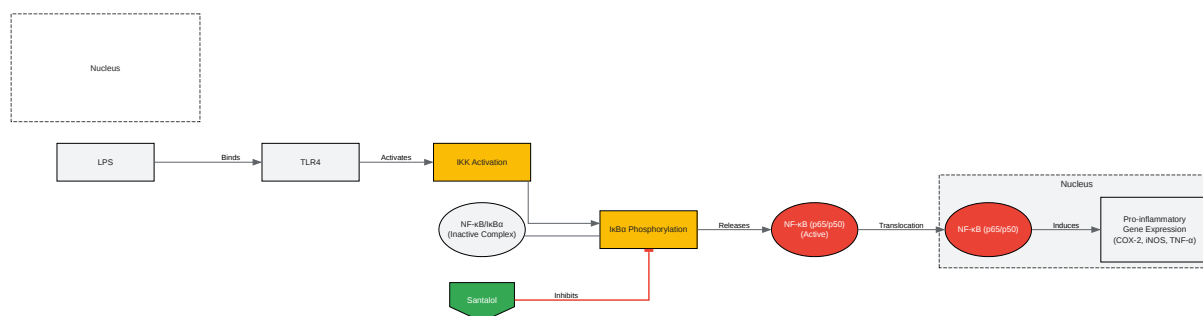 Nucleus
LPS
Binds
TLR4
Activates
IKK Activation
Nucleus
NF-κB/IκBα
(Inactive Complex)
IκBα Phosphorylation
Releases
NF-κB (p65/p50)
(Active)
Translocation
NF-κB (p65/p50)
Induces
Pro-inflammatory
Gene Expression
(COX-2, iNOS, TNF-α)
Santalol
Inhibits